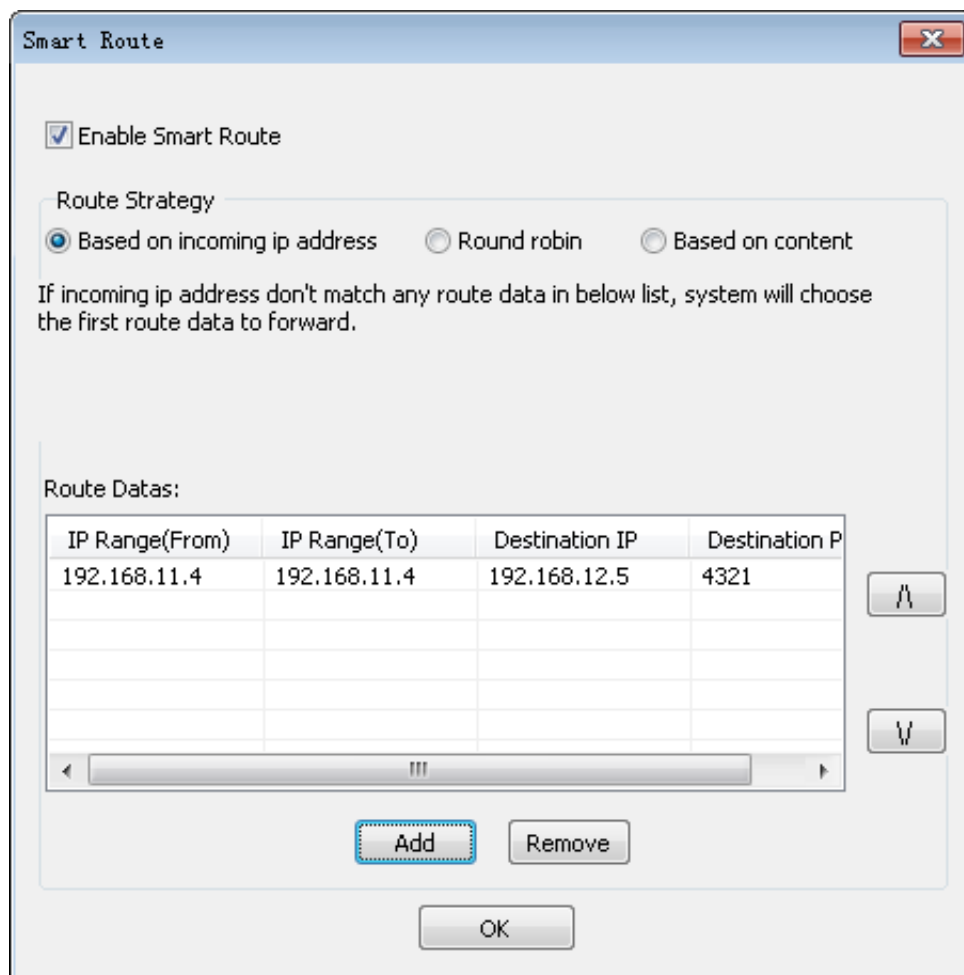 Smart Route
Enable Smart Route
Route Strategy
Based on incoming ip address Round robin Based on content
If incoming ip address don't match any route data in below list, system will choose
the first route data to forward.
Route Datas:
IP Range(From) IP Range(To) Destination IP Destination P
192.168.11.4 192.168.11.4 192.168.12.5 4321
/\
\/
Add Remove
OK